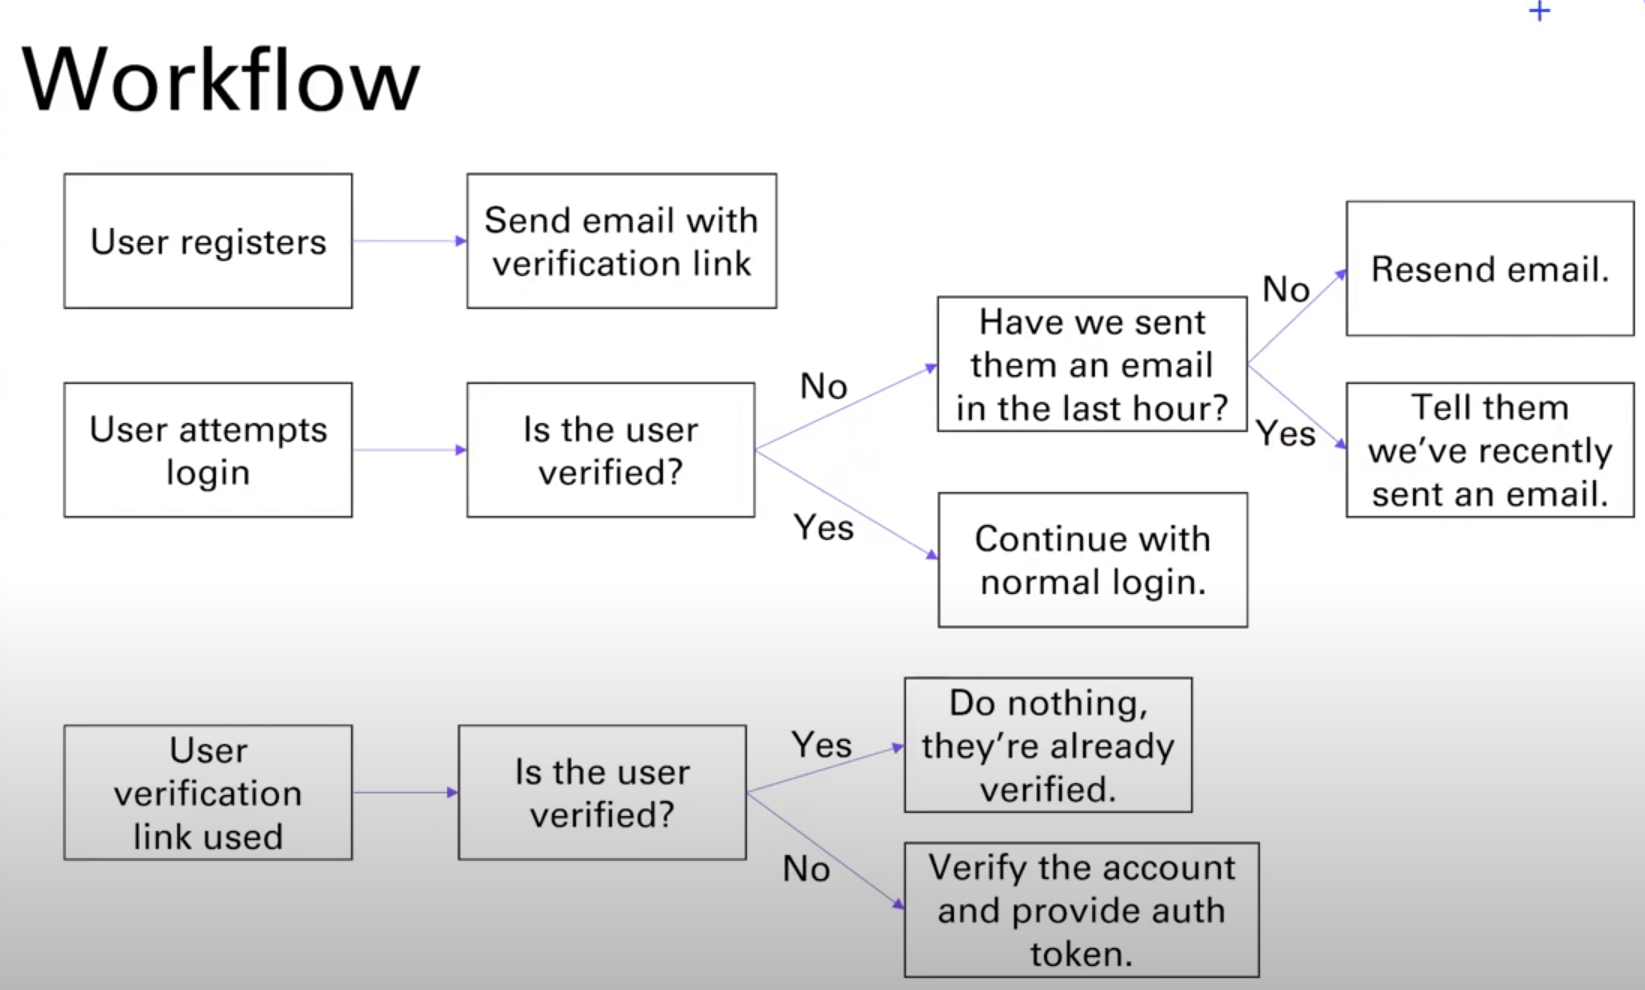 Workflow
User registers
Send email with
verification link
User attempts
login
Is the user
verified?
No
Yes
Have we sent
them an email
in the last hour?
Continue with
normal login.
No
Yes
Resend email.
Tell them
we've recently
sent an email.
User
verification
link used
Is the user
verified?
Yes
No
Do nothing,
they're already
verified.
Verify the account
and provide auth
token.